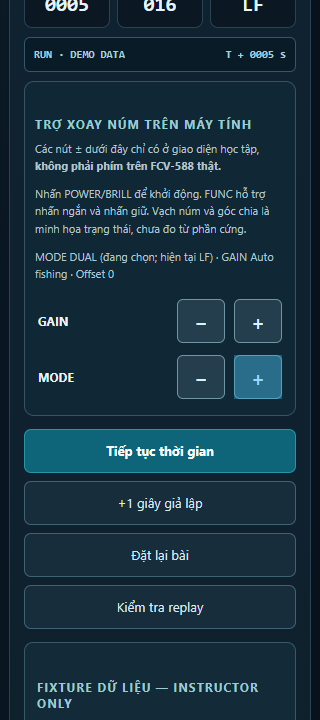 0005 016 LF
RUN · DEMO DATA T + 0005 s
TRỢ XOAY NÚM TRÊN MÁY TÍNH
Các nút ± dưới đây chỉ có ở giao diện học tập,
không phải phím trên FCV-588 thật.
Nhấn POWER/BRILL để khởi động. FUNC hỗ trợ
nhấn ngắn và nhấn giữ. Vạch núm và góc chia là
minh họa trạng thái, chưa đo từ phần cứng.
MODE DUAL (đang chọn; hiện tại LF) · GAIN Auto
fishing · Offset 0
GAIN − +
MODE − +
Tiếp tục thời gian
+1 giây giả lập
Đặt lại bài
Kiểm tra replay
FIXTURE DỮ LIỆU — INSTRUCTOR
ONLY